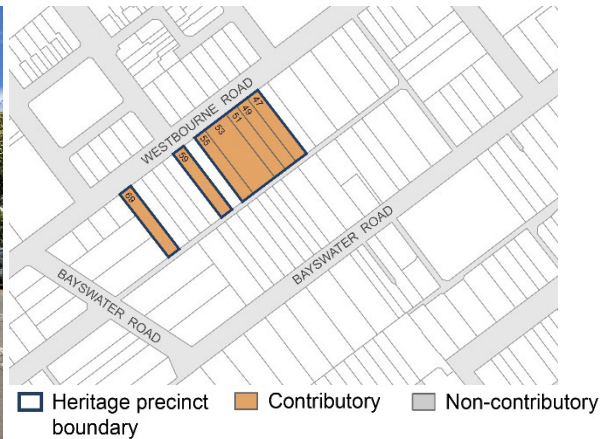 WESTBOURNE ROAD
47
49
51
53
55
59
69
BAYSWATER ROAD
BAYSWATER ROAD
Heritage precinct boundary
Contributory
Non-contributory